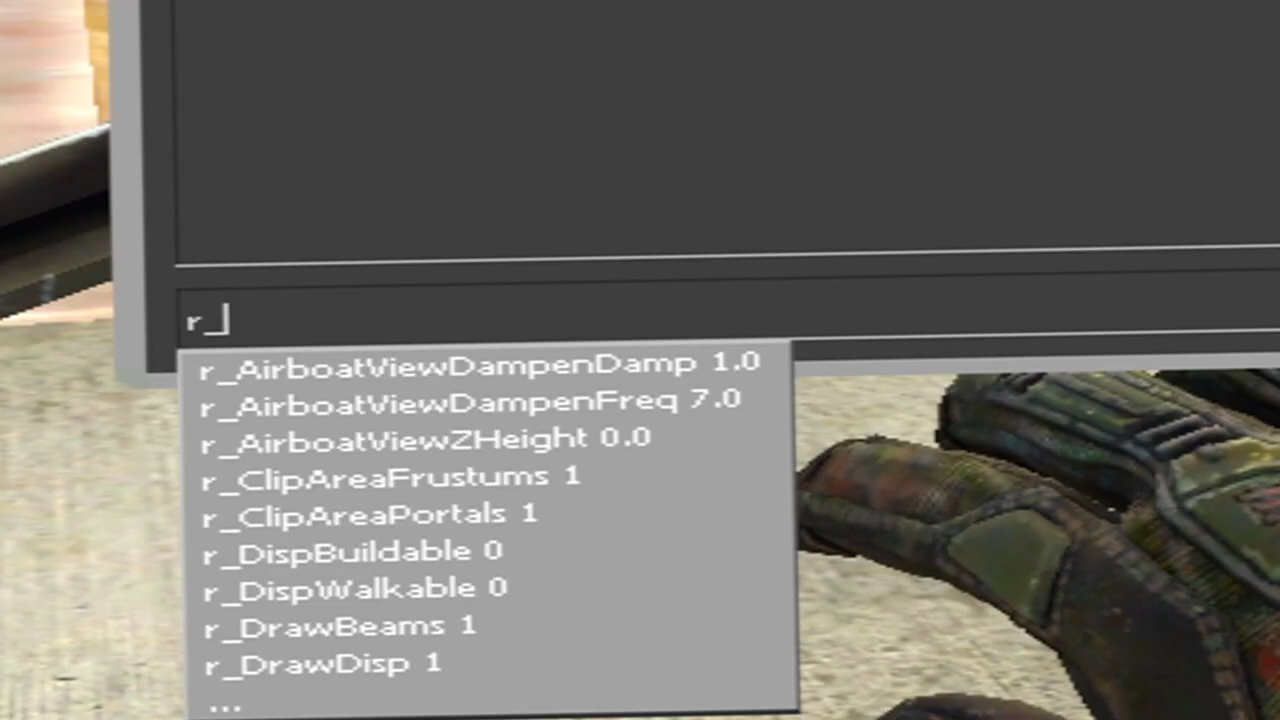 r_
r_AirboatViewDampenDamp 1.0
r_AirboatViewDampenFreq 7.0
r_AirboatViewZHeight 0.0
r_ClipAreaFrustums 1
r_ClipAreaPortals 1
r_DispBuildable 0
r_DispWalkable 0
r_DrawBeams 1
r_DrawDisp 1
...